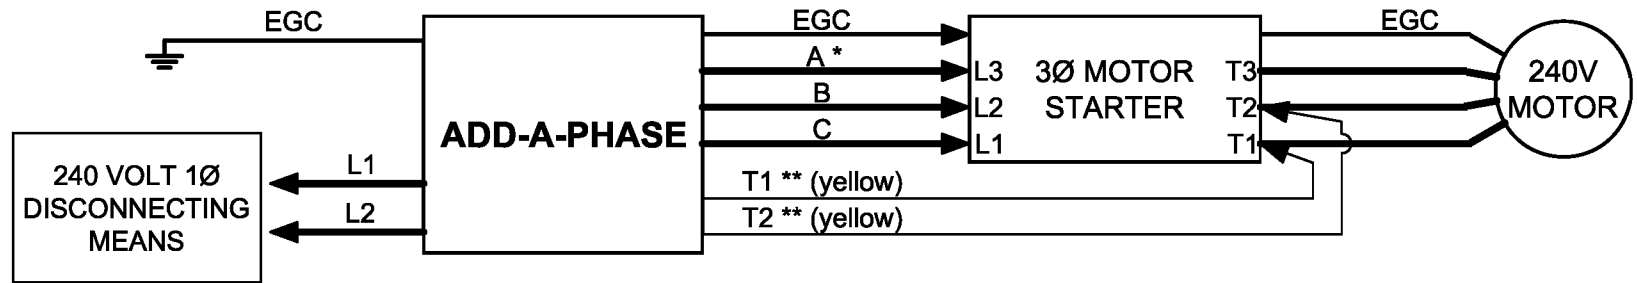 EGC
EGC
EGC
A *
B
C
L3
L2
L1
3Ø MOTOR
STARTER
T3
T2
T1
240V
MOTOR
ADD-A-PHASE
240 VOLT 1Ø
DISCONNECTING
MEANS
L1
L2
T1 ** (yellow)
T2 ** (yellow)